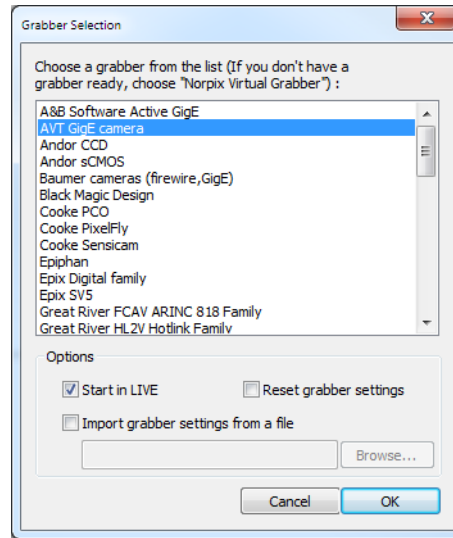 Grabber Selection
Choose a grabber from the list (If you don't have a
grabber ready, choose "Norpix Virtual Grabber") :
A&B Software Active GigE
AVT GigE camera
Andor CCD
Andor sCMOS
Baumer cameras (firewire,GigE)
Black Magic Design
Cooke PCO
Cooke PixelFly
Cooke Sensicam
Epiphan
Epix Digital family
Epix SV5
Great River FCAV ARINC 818 Family
Great River HL2V Hotlink Family
Options
Start in LIVE
Reset grabber settings
Import grabber settings from a file
Browse...
Cancel
OK